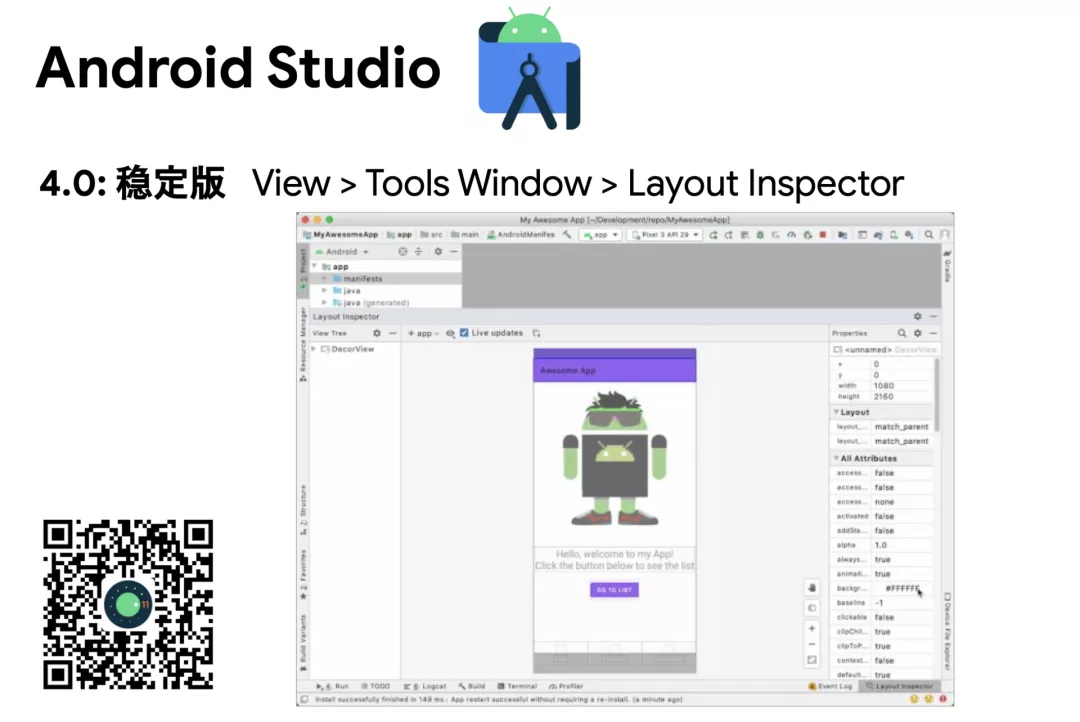 Android Studio
4.0: 稳定版 View > Tools Window > Layout Inspector
My Awesome App [~/Development/repo/MyAwesomeApp]
MyAwesomeApp app src main AndroidManifes app Pixel 3 API 29
Android
app
manifests
java
java (generated)
Project
Resource Manager
Gradle
Layout Inspector
View Tree app Live updates Properties
DecorView
<unnamed> DecorView
x 0
y 0
width 1080
height 2160
Layout
layout_... match_parent
layout_... match_parent
All Attributes
access... false
access... false
access... none
activated false
addSta... false
alpha 1.0
always... true
animati... true
backgr... #FFFFFF
baseline -1
clickable false
clipChil... true
clipToP... true
context... false
default... true
Awesome App
Hello, welcome to my App!
Click the button below to see the list
GO TO LIST
11
Z: Structure
2: Favorites
Build Variants
Device File Explorer
4: Run TODO 6: Logcat Build Terminal Profiler Event Log Layout Inspector
Install successfully finished in 149 ms.: App restart successful without requiring a re-install. (a minute ago)